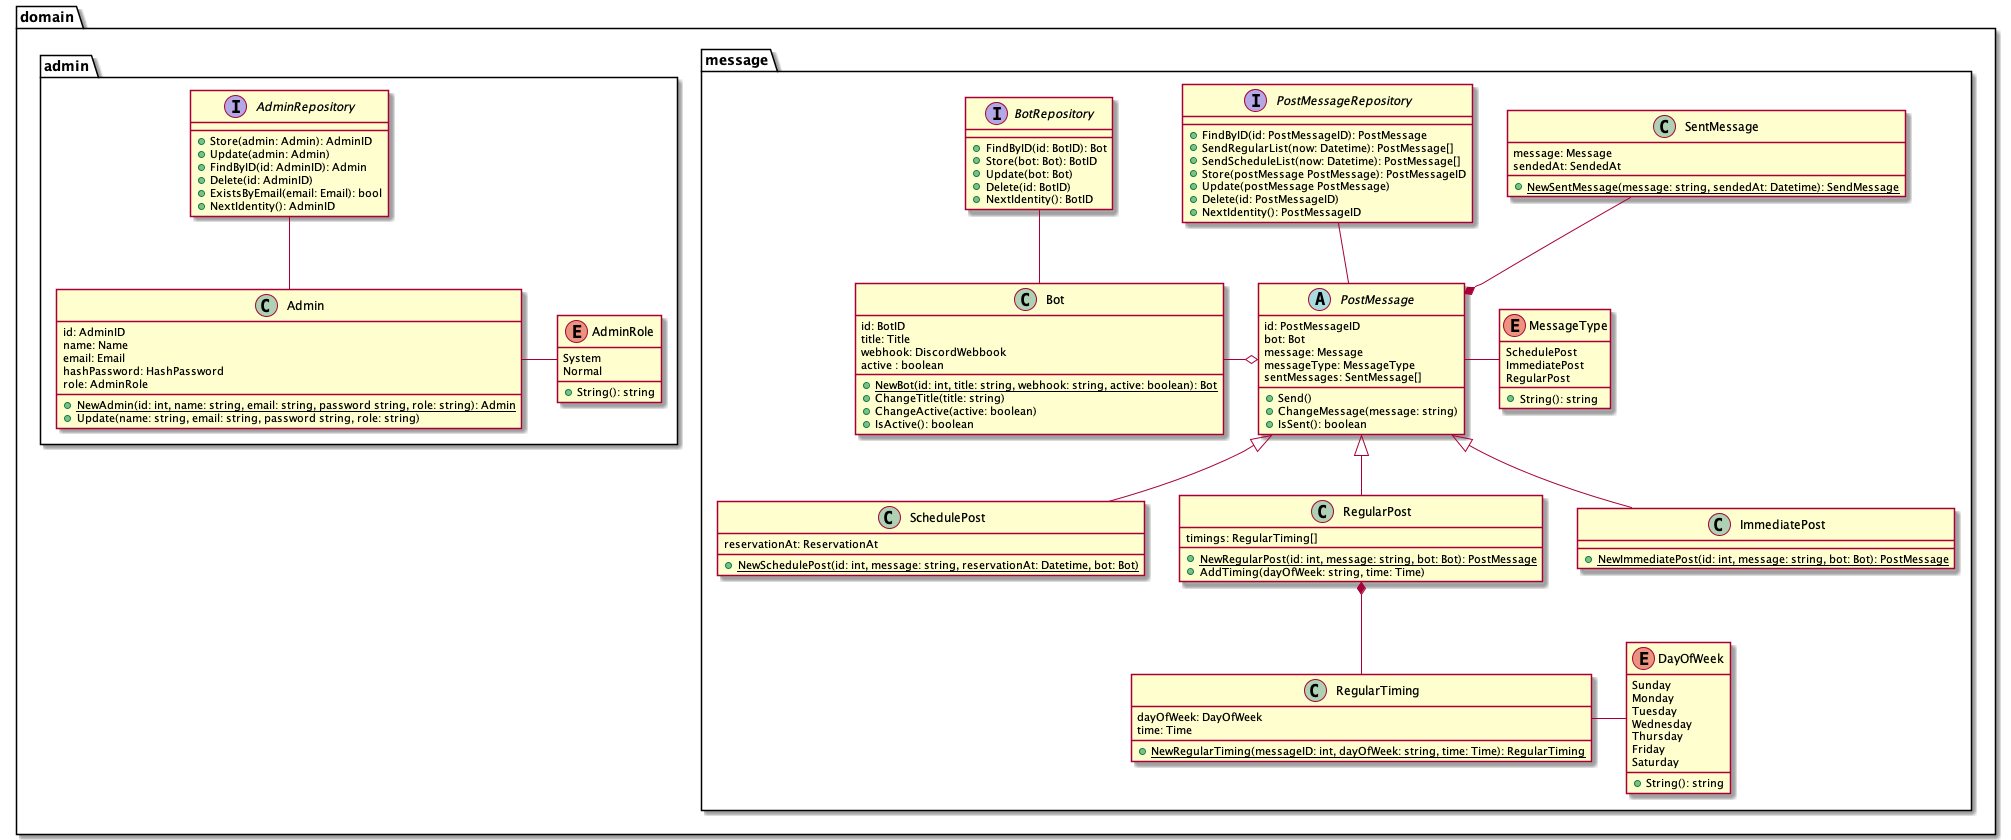 domain
admin
I AdminRepository
Store(admin: Admin): AdminID
Update(admin: Admin)
FindByID(id: AdminID): Admin
Delete(id: AdminID)
ExistsByEmail(email: Email): bool
NextIdentity(): AdminID
C Admin
id: AdminID
name: Name
email: Email
hashPassword: HashPassword
role: AdminRole
NewAdmin(id: int, name: string, email: string, password string, role: string): Admin
Update(name: string, email: string, password string, role: string)
E AdminRole
System
Normal
String(): string
message
I BotRepository
FindByID(id: BotID): Bot
Store(bot: Bot): BotID
Update(bot: Bot)
Delete(id: BotID)
NextIdentity(): BotID
I PostMessageRepository
FindByID(id: PostMessageID): PostMessage
SendRegularList(now: Datetime): PostMessage[]
SendScheduleList(now: Datetime): PostMessage[]
Store(postMessage PostMessage): PostMessageID
Update(postMessage PostMessage)
Delete(id: PostMessageID)
NextIdentity(): PostMessageID
C SentMessage
message: Message
sendedAt: SendedAt
NewSentMessage(message: string, sendedAt: Datetime): SendMessage
C Bot
id: BotID
title: Title
webhook: DiscordWebbook
active : boolean
NewBot(id: int, title: string, webhook: string, active: boolean): Bot
ChangeTitle(title: string)
ChangeActive(active: boolean)
IsActive(): boolean
A PostMessage
id: PostMessageID
bot: Bot
message: Message
messageType: MessageType
sentMessages: SentMessage[]
Send()
ChangeMessage(message: string)
IsSent(): boolean
E MessageType
SchedulePost
ImmediatePost
RegularPost
String(): string
C SchedulePost
reservationAt: ReservationAt
NewSchedulePost(id: int, message: string, reservationAt: Datetime, bot: Bot)
C RegularPost
timings: RegularTiming[]
NewRegularPost(id: int, message: string, bot: Bot): PostMessage
AddTiming(dayOfWeek: string, time: Time)
C ImmediatePost
NewImmediatePost(id: int, message: string, bot: Bot): PostMessage
C RegularTiming
dayOfWeek: DayOfWeek
time: Time
NewRegularTiming(messageID: int, dayOfWeek: string, time: Time): RegularTiming
E DayOfWeek
Sunday
Monday
Tuesday
Wednesday
Thursday
Friday
Saturday
String(): string